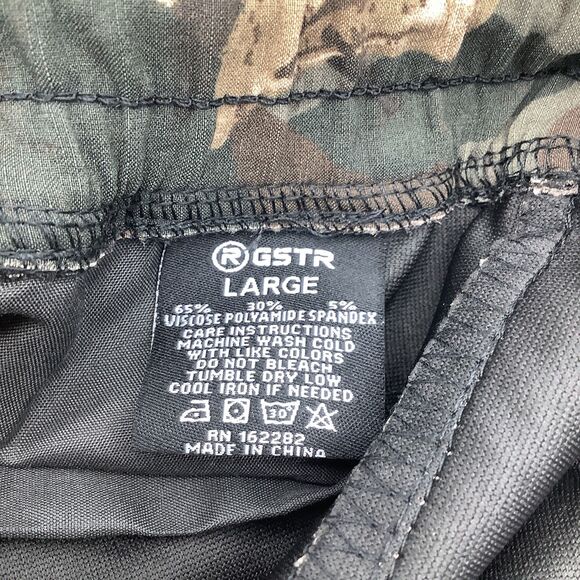 ® GSTR
LARGE
65% 30% 5%
VISCOSE POLYAMIDE SPANDEX
CARE INSTRUCTIONS
MACHINE WASH COLD
WITH LIKE COLORS
DO NOT BLEACH
TUMBLE DRY LOW
COOL IRON IF NEEDED
30°
RN 162282
MADE IN CHINA